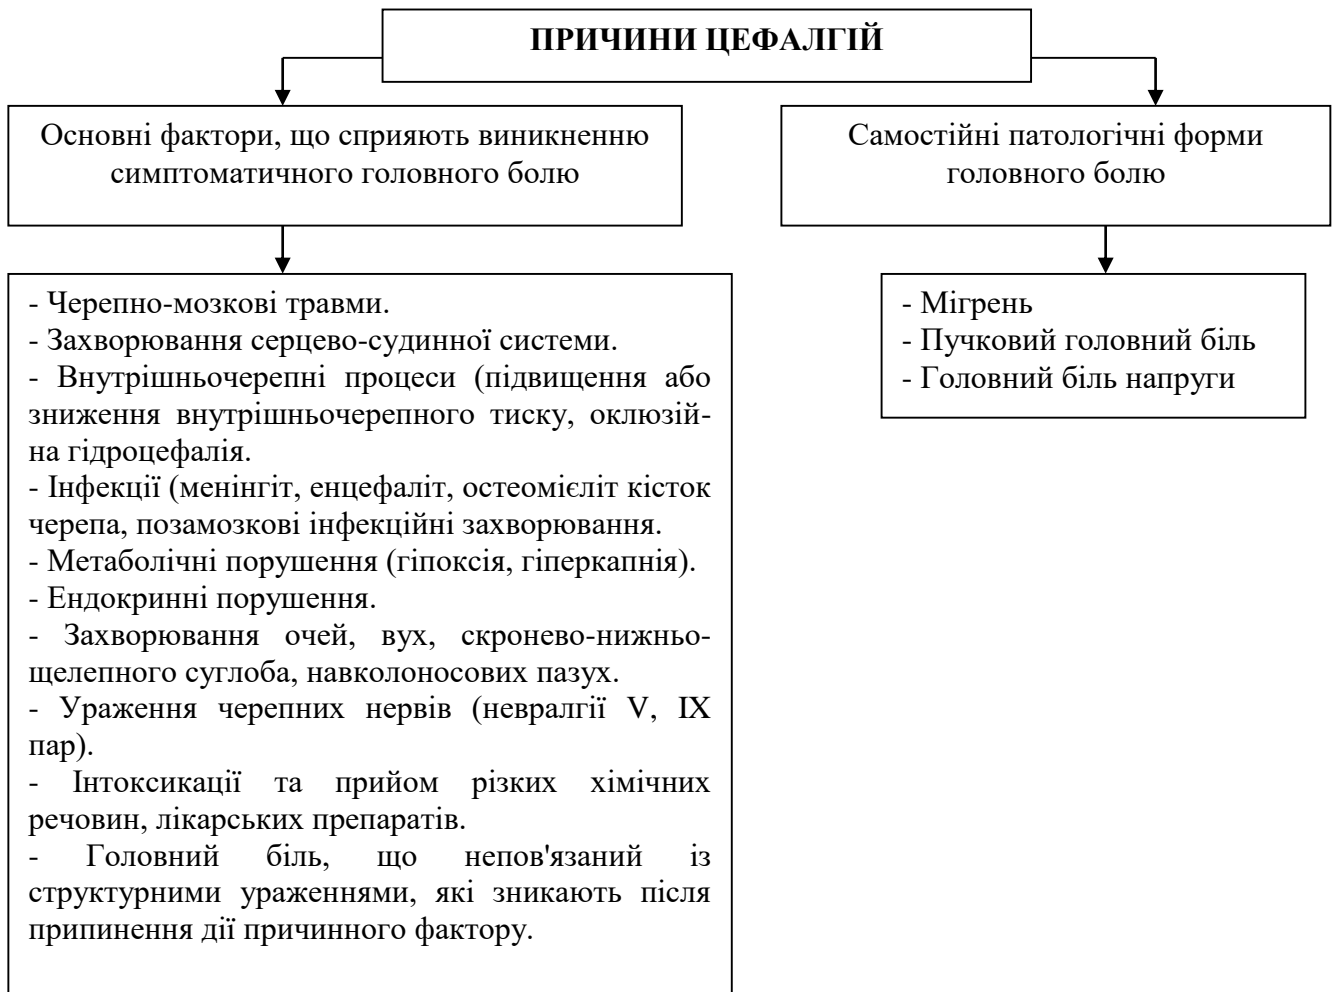 ПРИЧИНИ ЦЕФАЛГІЙ
Основні фактори, що сприяють виникненню
симптоматичного головного болю
Самостійні патологічні форми
головного болю
- Черепно-мозкові травми.
- Захворювання серцево-судинної системи.
- Внутрішньочерепні процеси (підвищення або
зниження внутрішньочерепного тиску, оклюзій-
на гідроцефалія.
- Інфекції (менінгіт, енцефаліт, остеомієліт кісток
черепа, позамозкові інфекційні захворювання.
- Метаболічні порушення (гіпоксія, гіперкапнія).
- Ендокринні порушення.
- Захворювання очей, вух, скронево-нижньо-
щелепного суглоба, навколоносових пазух.
- Ураження черепних нервів (невралгії V, IX
пар).
- Інтоксикації та прийом різких хімічних
речовин, лікарських препаратів.
- Головний біль, що непов'язаний із
структурними ураженнями, які зникають після
припинення дії причинного фактору.
- Мігрень
- Пучковий головний біль
- Головний біль напруги